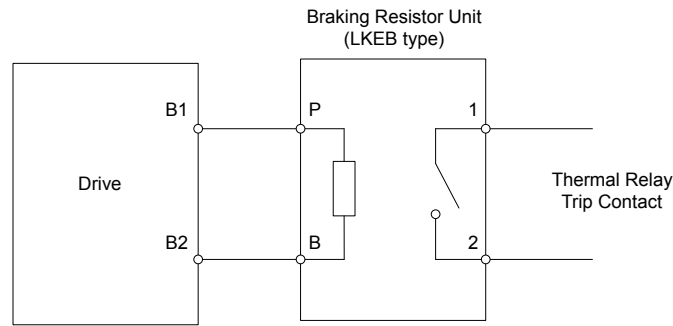 Braking Resistor Unit
(LKEB type)
B1
P
1
Drive
Thermal Relay
Trip Contact
B2
B
2